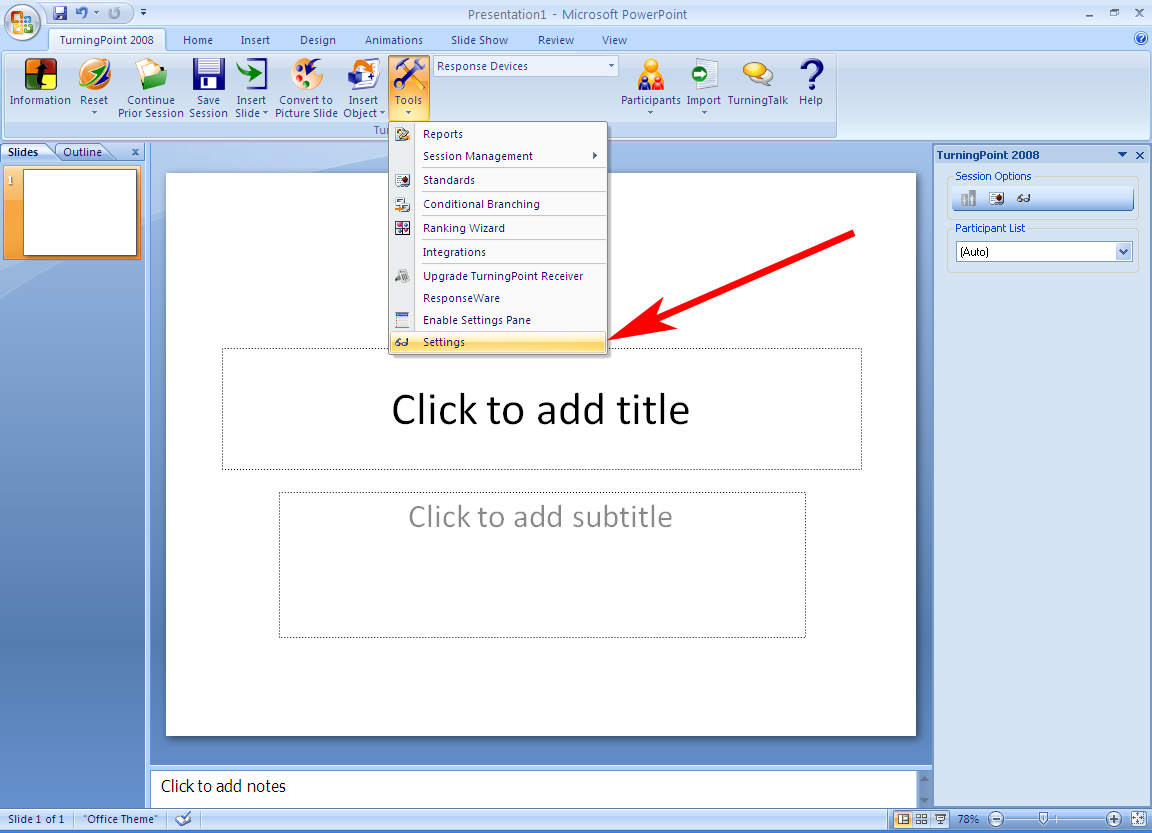 Presentation1 - Microsoft PowerPoint
TurningPoint 2008 Home Insert Design Animations Slide Show Review View
Information
Reset
Continue
Prior Session
Save
Session
Insert
Slide
Convert to
Picture Slide
Insert
Object
Tools
Response Devices
Participants
Import
TurningTalk
Help
Tur
Reports
Session Management
Standards
Conditional Branching
Ranking Wizard
Integrations
Upgrade TurningPoint Receiver
ResponseWare
Enable Settings Pane
Settings
Slides Outline x
1
Click to add title
Click to add subtitle
Click to add notes
TurningPoint 2008
Session Options
Participant List
(Auto)
Slide 1 of 1 "Office Theme" 78%